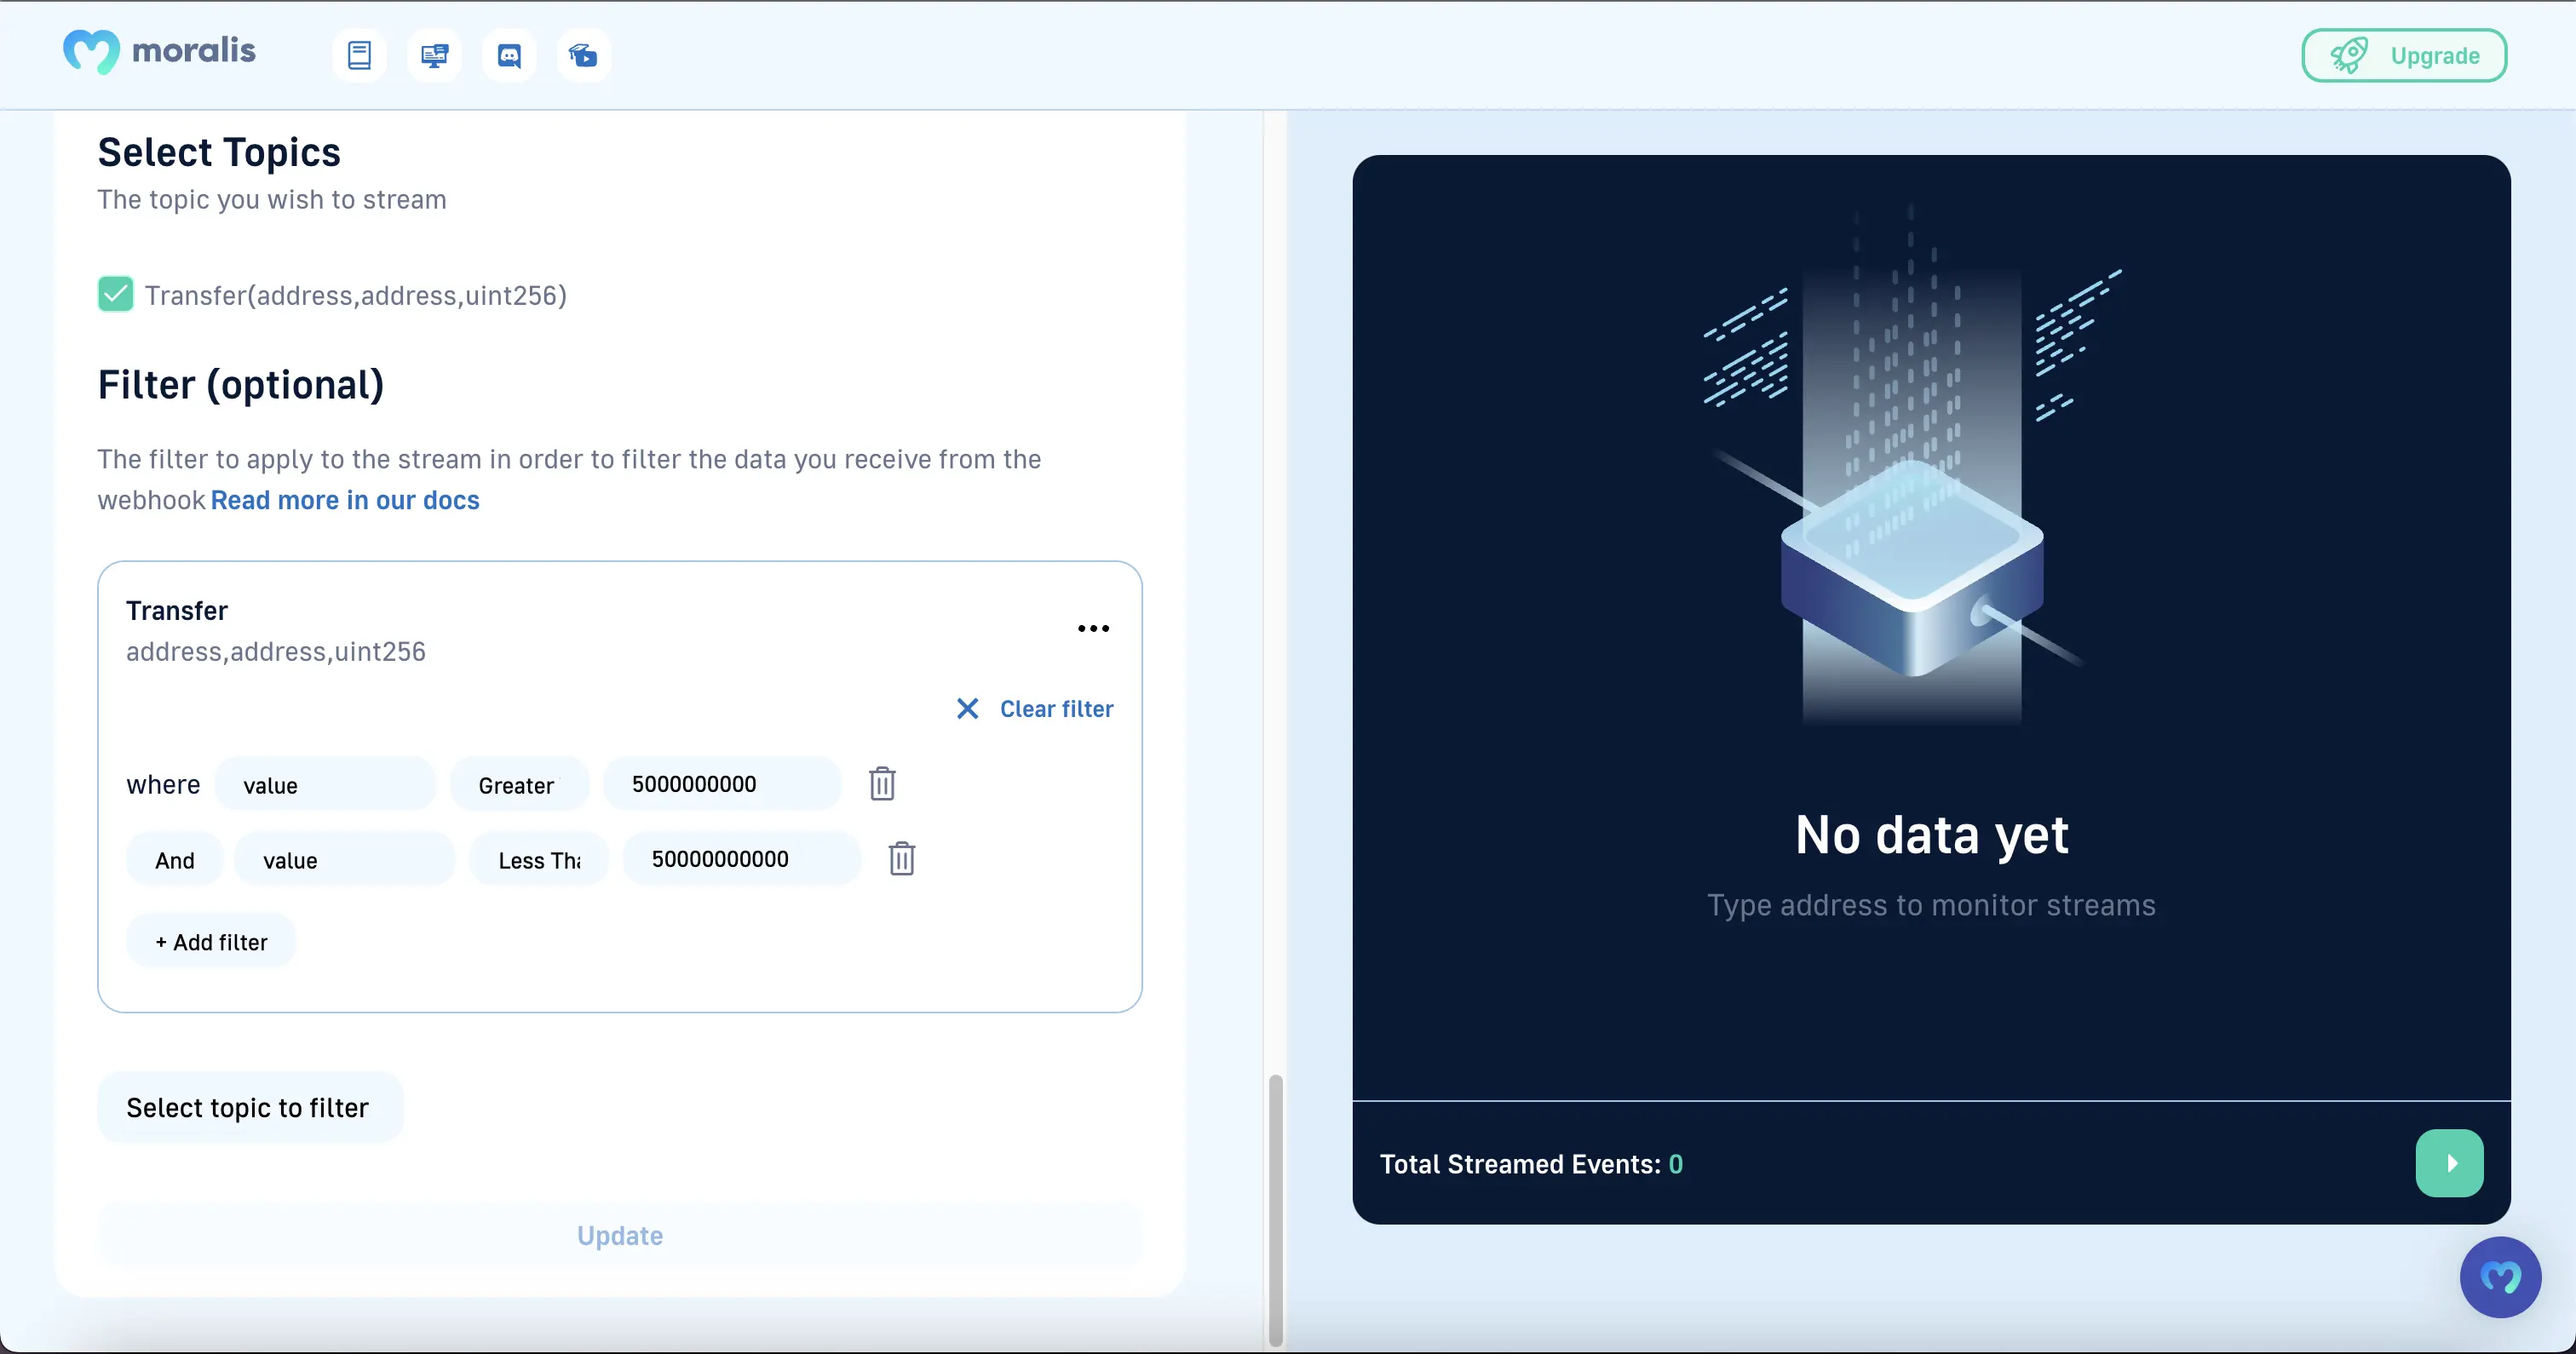 moralis
Upgrade
Select Topics
The topic you wish to stream
Transfer(address,address,uint256)
Filter (optional)
The filter to apply to the stream in order to filter the data you receive from the
webhook Read more in our docs
Transfer
address,address,uint256
Clear filter
where value Greater 5000000000
And value Less Tha 50000000000
+ Add filter
Select topic to filter
Update
No data yet
Type address to monitor streams
Total Streamed Events: 0